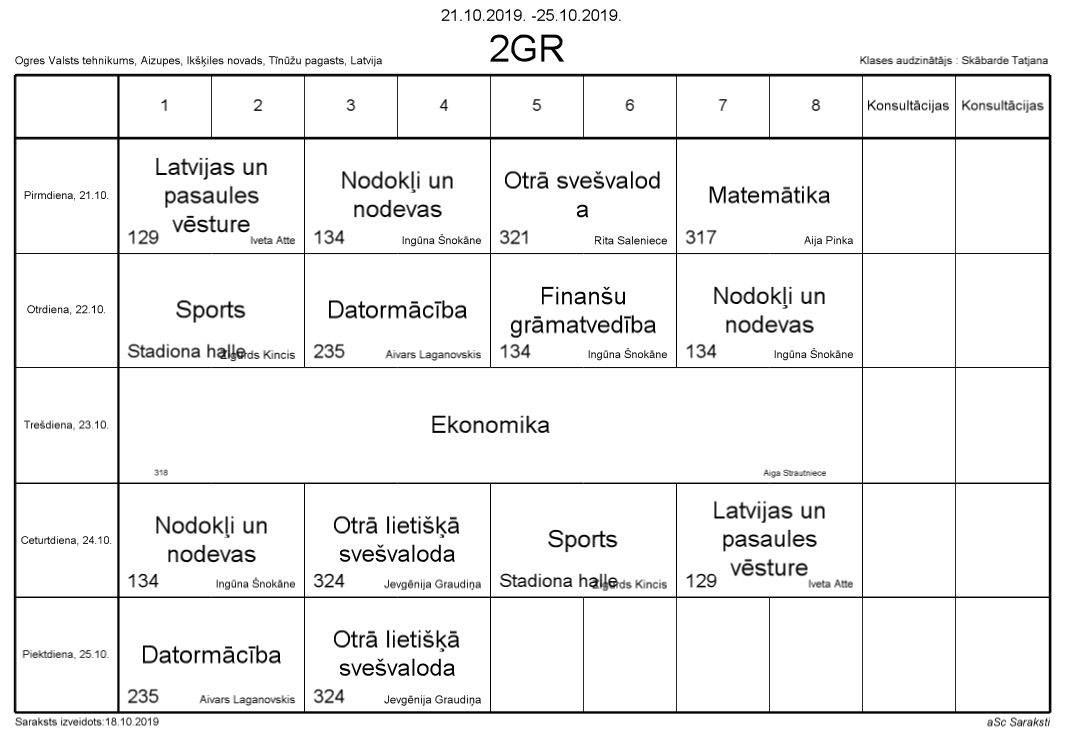 21.10.2019. -25.10.2019.
2GR
Ogres Valsts tehnikums, Aizupes, Ikšķiles novads, Tīnūžu pagasts, Latvija
Klases audzinātājs : Skābarde Tatjana
1 2 3 4 5 6 7 8 Konsultācijas Konsultācijas
Pirmdiena, 21.10.
Latvijas un
pasaules
vēsture
129 Iveta Atte
Nodokļi un
nodevas
134 Ingūna Šnokāne
Otrā svešvalod
a
321 Rita Saleniece
Matemātika
317 Aija Pinka
Otrdiena, 22.10.
Sports
Stadiona halle Zigurds Kincis
Datormācība
235 Aivars Laganovskis
Finanšu
grāmatvedība
134 Ingūna Šnokāne
Nodokļi un
nodevas
134 Ingūna Šnokāne
Trešdiena, 23.10.
Ekonomika
318 Aiga Strautniece
Ceturtdiena, 24.10.
Nodokļi un
nodevas
134 Ingūna Šnokāne
Otrā lietišķā
svešvaloda
324 Jevgēnija Graudiņa
Sports
Stadiona halle Zigurds Kincis
Latvijas un
pasaules
vēsture
129 Iveta Atte
Piektdiena, 25.10.
Datormācība
235 Aivars Laganovskis
Otrā lietišķā
svešvaloda
324 Jevgēnija Graudiņa
Saraksts izveidots:18.10.2019
aSc Saraksti